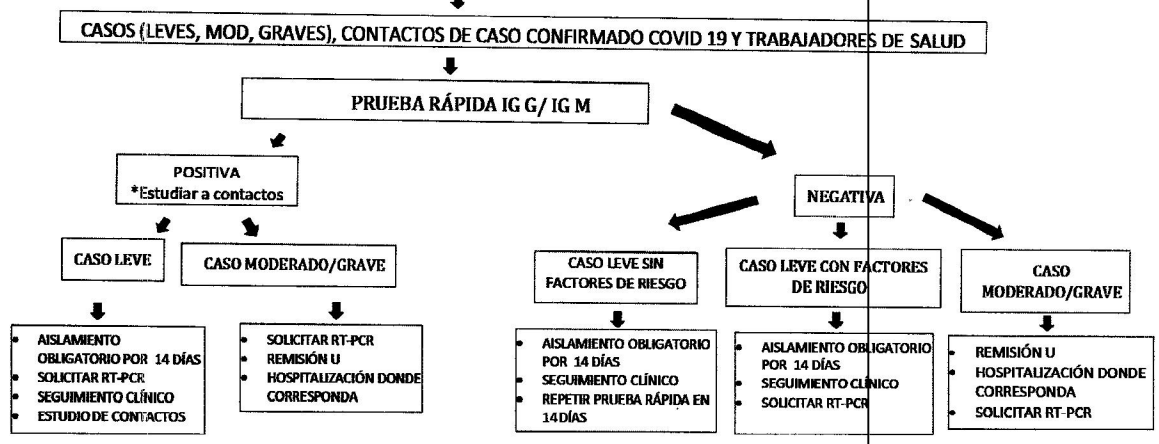 CASOS (LEVES, MOD, GRAVES), CONTACTOS DE CASO CONFIRMADO COVID 19 Y TRABAJADORES DE SALUD
PRUEBA RÁPIDA IG G/ IG M
POSITIVA
*Estudiar a contactos
NEGATIVA
CASO LEVE
CASO MODERADO/GRAVE
CASO LEVE SIN
FACTORES DE RIESGO
CASO LEVE CON FACTORES
DE RIESGO
CASO
MODERADO/GRAVE
• AISLAMIENTO
OBLIGATORIO POR 14 DÍAS
• SOLICITAR RT-PCR
• SEGUIMIENTO CLÍNICO
• ESTUDIO DE CONTACTOS
• SOLICITAR RT-PCR
• REMISIÓN U
• HOSPITALIZACIÓN DONDE
CORRESPONDA
• AISLAMIENTO OBLIGATORIO
POR 14 DÍAS
• SEGUIMIENTO CLÍNICO
• REPETIR PRUEBA RÁPIDA EN
14 DÍAS
• AISLAMIENTO OBLIGATORIO
POR 14 DÍAS
• SEGUIMIENTO CLÍNICO
• SOLICITAR RT-PCR
• REMISIÓN U
• HOSPITALIZACIÓN DONDE
CORRESPONDA
• SOLICITAR RT-PCR